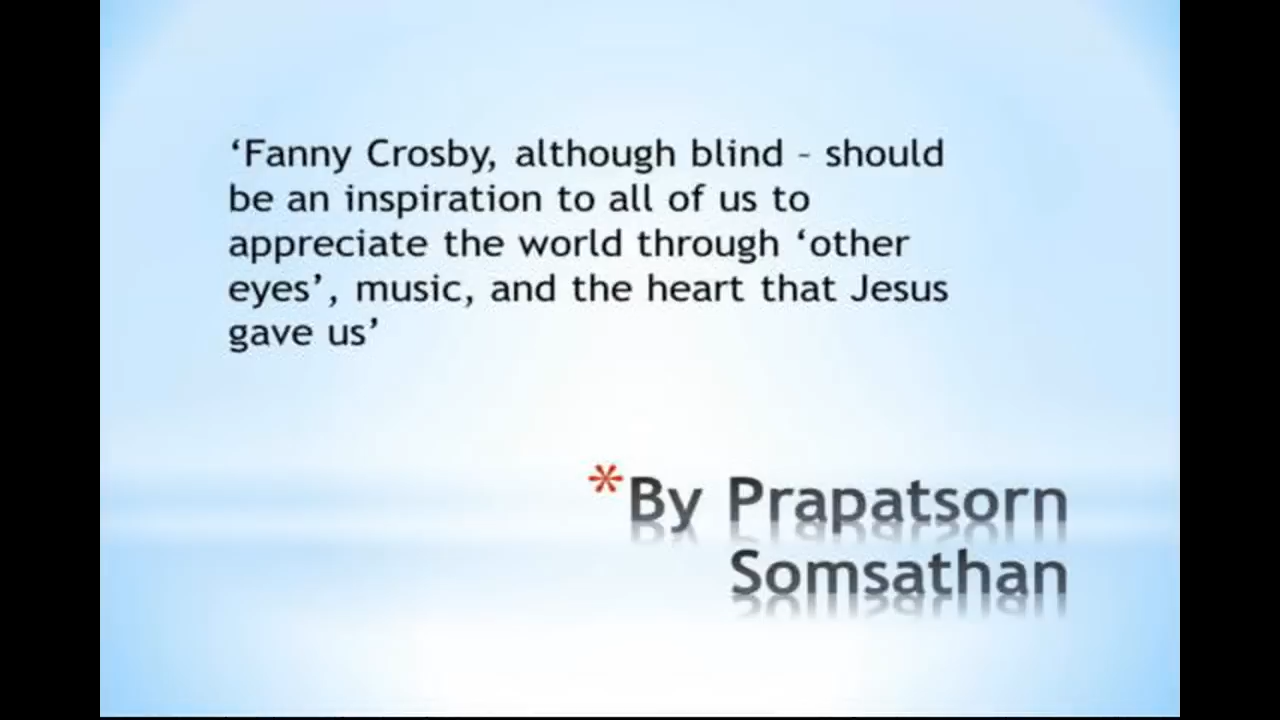 ‘Fanny Crosby, although blind – should
be an inspiration to all of us to
appreciate the world through ‘other
eyes’, music, and the heart that Jesus
gave us’
*By Prapatsorn
Somsathan